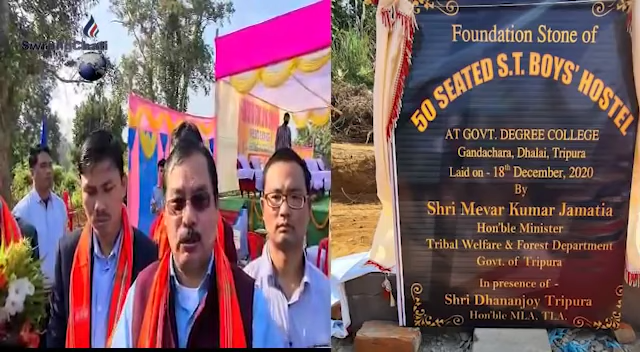 SwrangChati
Foundation Stone of
50 SEATED S.T. BOYS' HOSTEL
AT GOVT. DEGREE COLLEGE
Gandachara, Dhalai, Tripura
Laid on - 18th December, 2020
By
Shri Mevar Kumar Jamatia
Hon'ble Minister
Tribal Welfare & Forest Department
Govt. of Tripura
In presence of -
Shri Dhananjoy Tripura
Hon'ble MLA. TLA.